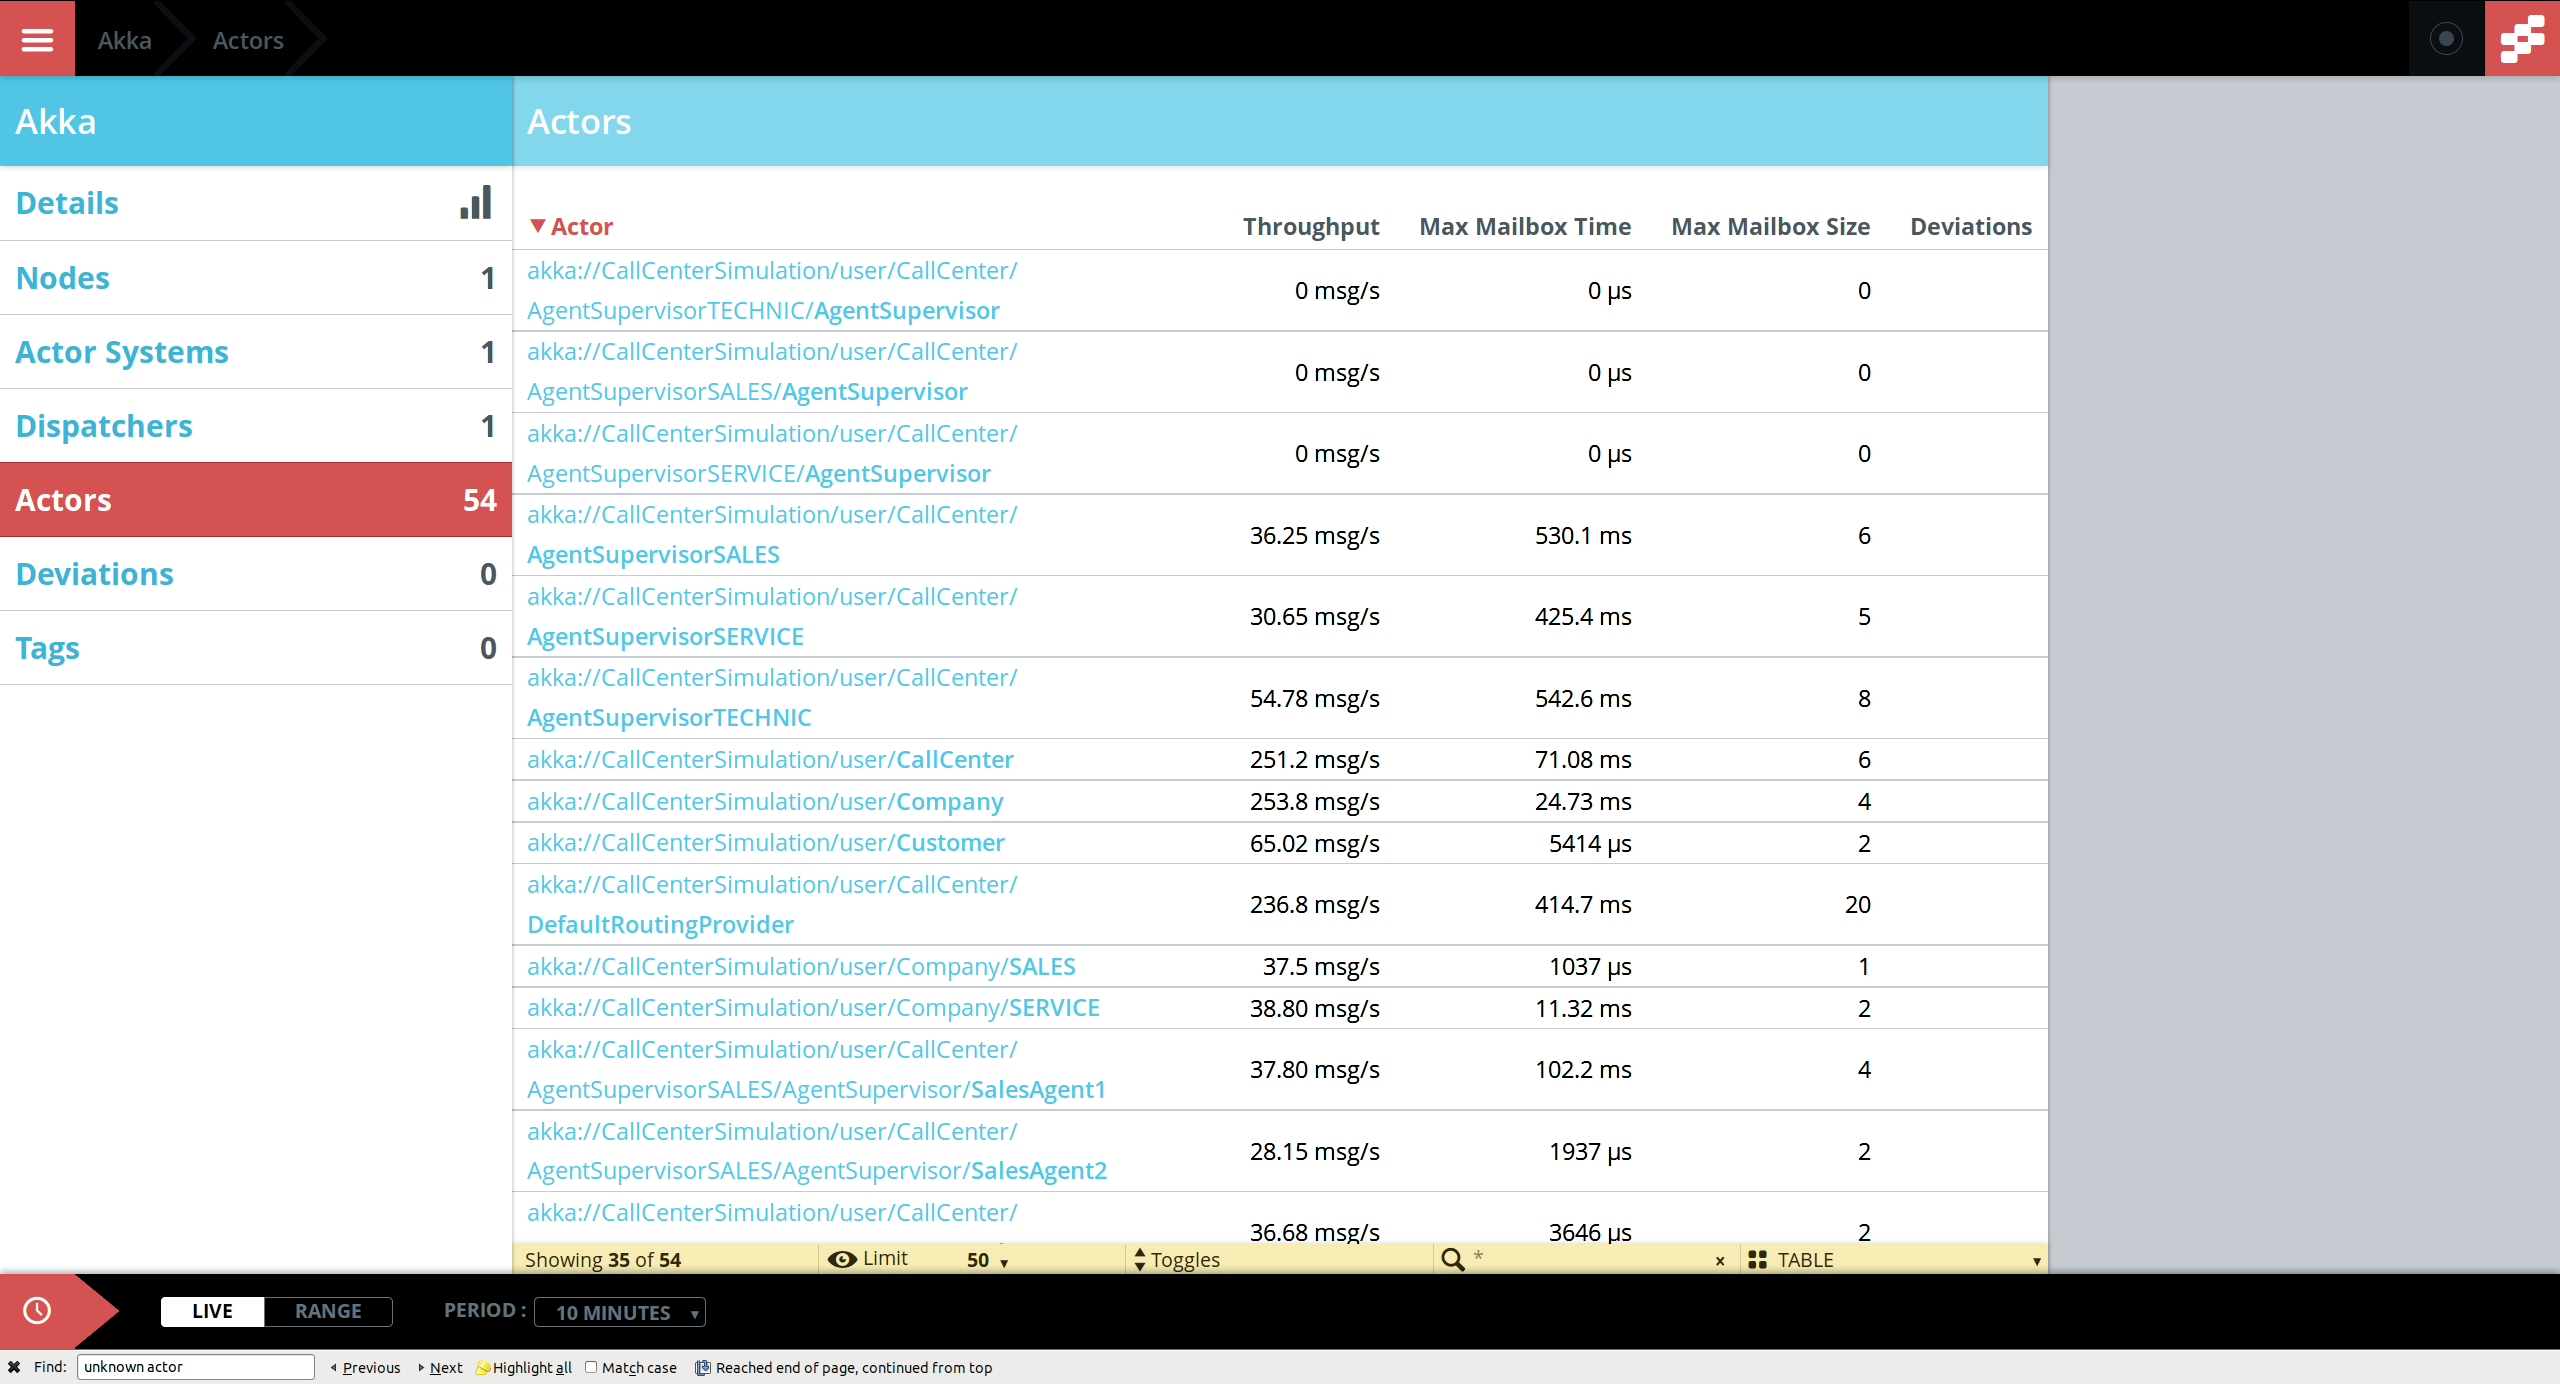 Akka
Actors
Akka
Actors
Details
Nodes 1
Actor Systems 1
Dispatchers 1
Actors 54
Deviations 0
Tags 0
▼Actor Throughput Max Mailbox Time Max Mailbox Size Deviations
akka://CallCenterSimulation/user/CallCenter/
AgentSupervisorTECHNIC/AgentSupervisor 0 msg/s 0 µs 0
akka://CallCenterSimulation/user/CallCenter/
AgentSupervisorSALES/AgentSupervisor 0 msg/s 0 µs 0
akka://CallCenterSimulation/user/CallCenter/
AgentSupervisorSERVICE/AgentSupervisor 0 msg/s 0 µs 0
akka://CallCenterSimulation/user/CallCenter/
AgentSupervisorSALES 36.25 msg/s 530.1 ms 6
akka://CallCenterSimulation/user/CallCenter/
AgentSupervisorSERVICE 30.65 msg/s 425.4 ms 5
akka://CallCenterSimulation/user/CallCenter/
AgentSupervisorTECHNIC 54.78 msg/s 542.6 ms 8
akka://CallCenterSimulation/user/CallCenter 251.2 msg/s 71.08 ms 6
akka://CallCenterSimulation/user/Company 253.8 msg/s 24.73 ms 4
akka://CallCenterSimulation/user/Customer 65.02 msg/s 5414 µs 2
akka://CallCenterSimulation/user/CallCenter/
DefaultRoutingProvider 236.8 msg/s 414.7 ms 20
akka://CallCenterSimulation/user/Company/SALES 37.5 msg/s 1037 µs 1
akka://CallCenterSimulation/user/Company/SERVICE 38.80 msg/s 11.32 ms 2
akka://CallCenterSimulation/user/CallCenter/
AgentSupervisorSALES/AgentSupervisor/SalesAgent1 37.80 msg/s 102.2 ms 4
akka://CallCenterSimulation/user/CallCenter/
AgentSupervisorSALES/AgentSupervisor/SalesAgent2 28.15 msg/s 1937 µs 2
akka://CallCenterSimulation/user/CallCenter/
36.68 msg/s 3646 µs 2
Showing 35 of 54 Limit 50 ▾ Toggles * x TABLE ▾
LIVE RANGE PERIOD : 10 MINUTES ▾
Find: unknown actor Previous Next Highlight all Match case Reached end of page, continued from top